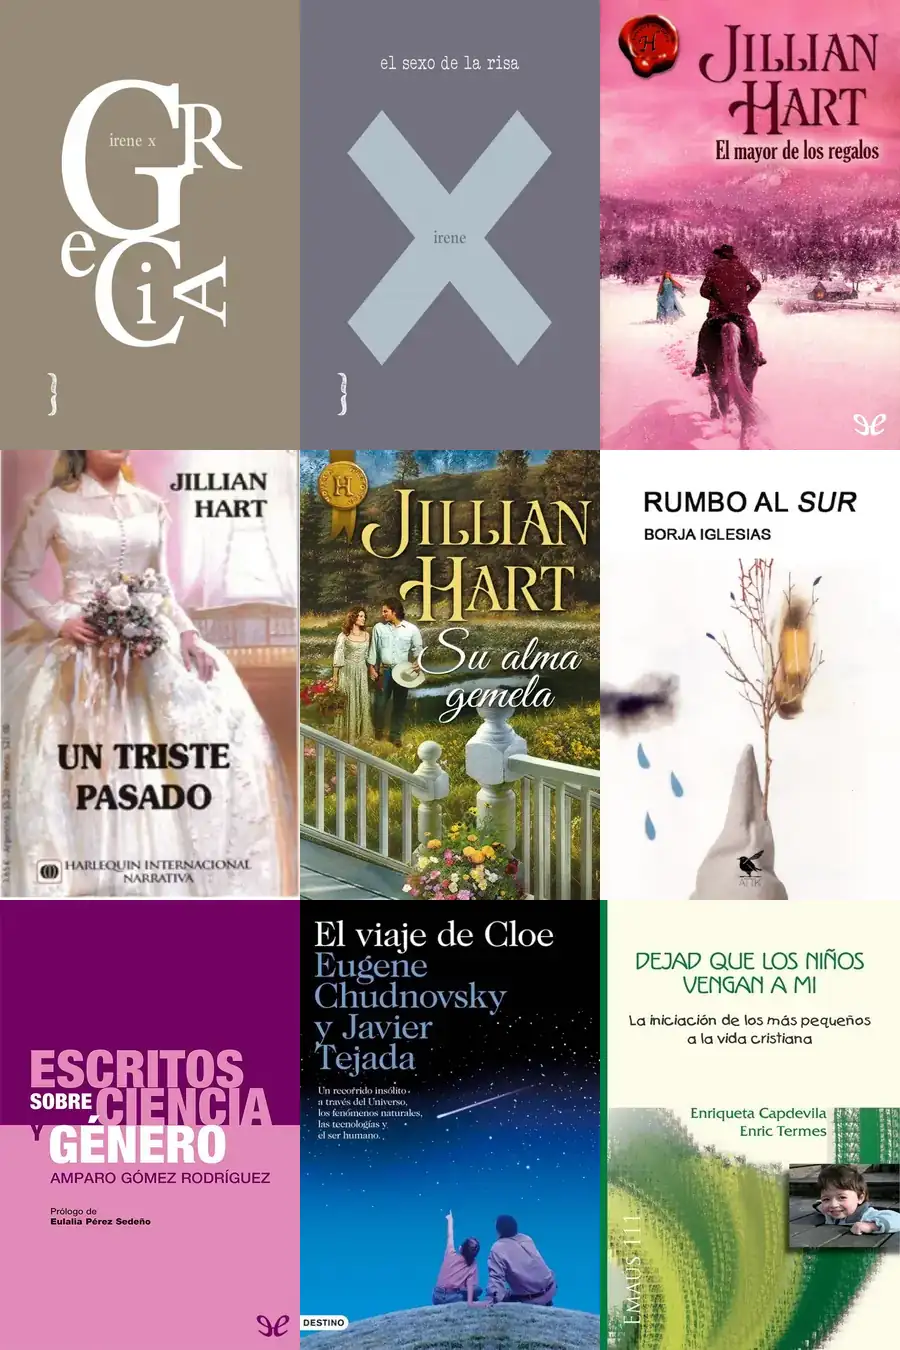 GReCiA
irene x
el sexo de la risa
irene
X
JILLIAN
HART
El mayor de los regalos
H
JILLIAN
HART
UN TRISTE
PASADO
HARLEQUIN INTERNACIONAL
NARRATIVA
H
JILLIAN
HART
Su alma
gemela
RUMBO AL SUR
BORJA IGLESIAS
ESCRITOS
SOBRE CIENCIA
Y GÉNERO
AMPARO GÓMEZ RODRÍGUEZ
Prólogo de
Eulalia Pérez Sedeño
El viaje de Cloe
Eugene
Chudnovsky
y Javier
Tejada
Un recorrido insólito
a través del Universo,
los fenómenos naturales,
las tecnologías y
el ser humano.
DESTINO
DEJAD QUE LOS NIÑOS
VENGAN A MI
La iniciación de los más pequeños
a la vida cristiana
Enriqueta Capdevila
Enric Termes
EMAUS 111